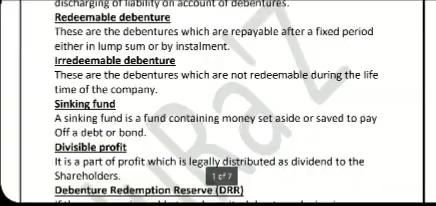 discharging of liability on account of debentures.
Redeemable debenture
These are the debentures which are repayable after a fixed period
either in lump sum or by instalment.
Irredeemable debenture
These are the debentures which are not redeemable during the life
time of the company.
Sinking fund
A sinking fund is a fund containing money set aside or saved to pay
Off a debt or bond.
Divisible profit
It is a part of profit which is legally distributed as dividend to the
Shareholders.
1 of 7
Debenture Redemption Reserve (DRR)